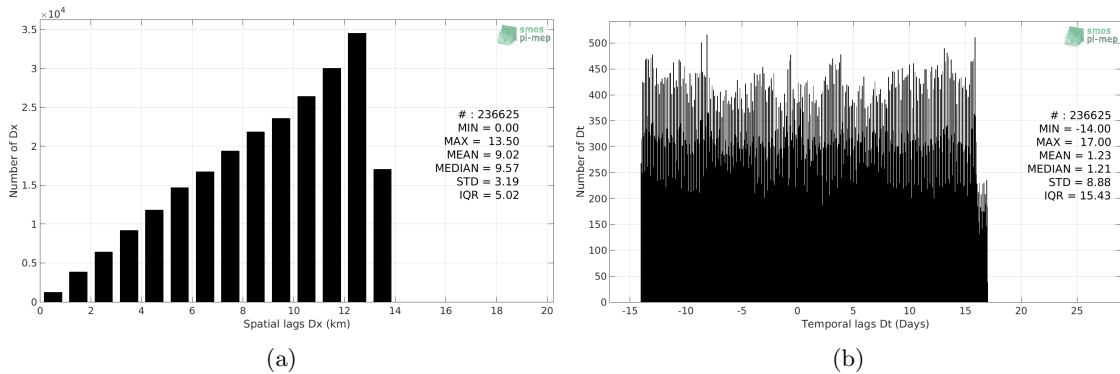 ×10⁴
3.5
3
2.5
2
1.5
1
0.5
0
Number of Dx
0 2 4 6 8 10 12 14 16 18 20
Spatial lags Dx (km)
smos
pi-mep
# : 236625
MIN = 0.00
MAX = 13.50
MEAN = 9.02
MEDIAN = 9.57
STD = 3.19
IQR = 5.02
(a)
500
450
400
350
300
250
200
150
100
50
0
Number of Dt
-15 -10 -5 0 5 10 15 20 25
Temporal lags Dt (Days)
smos
pi-mep
# : 236625
MIN = -14.00
MAX = 17.00
MEAN = 1.23
MEDIAN = 1.21
STD = 8.88
IQR = 15.43
(b)